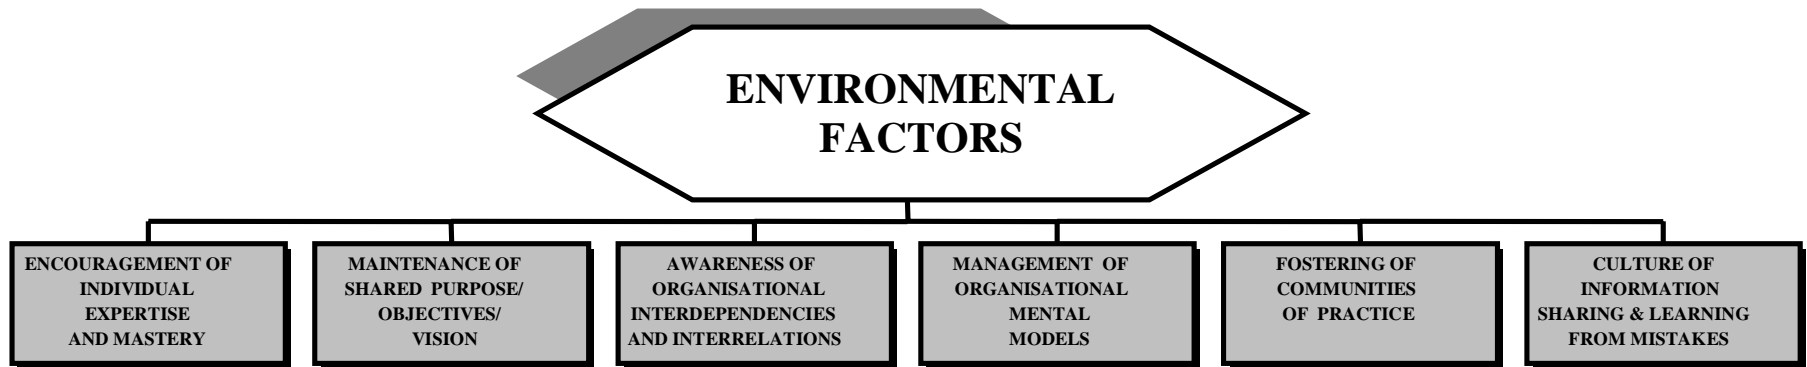 ENVIRONMENTAL
FACTORS
ENCOURAGEMENT OF
INDIVIDUAL
EXPERTISE
AND MASTERY
MAINTENANCE OF
SHARED PURPOSE/
OBJECTIVES/
VISION
AWARENESS OF
ORGANISATIONAL
INTERDEPENDENCIES
AND INTERRELATIONS
MANAGEMENT OF
ORGANISATIONAL
MENTAL
MODELS
FOSTERING OF
COMMUNITIES
OF PRACTICE
CULTURE OF
INFORMATION
SHARING & LEARNING
FROM MISTAKES